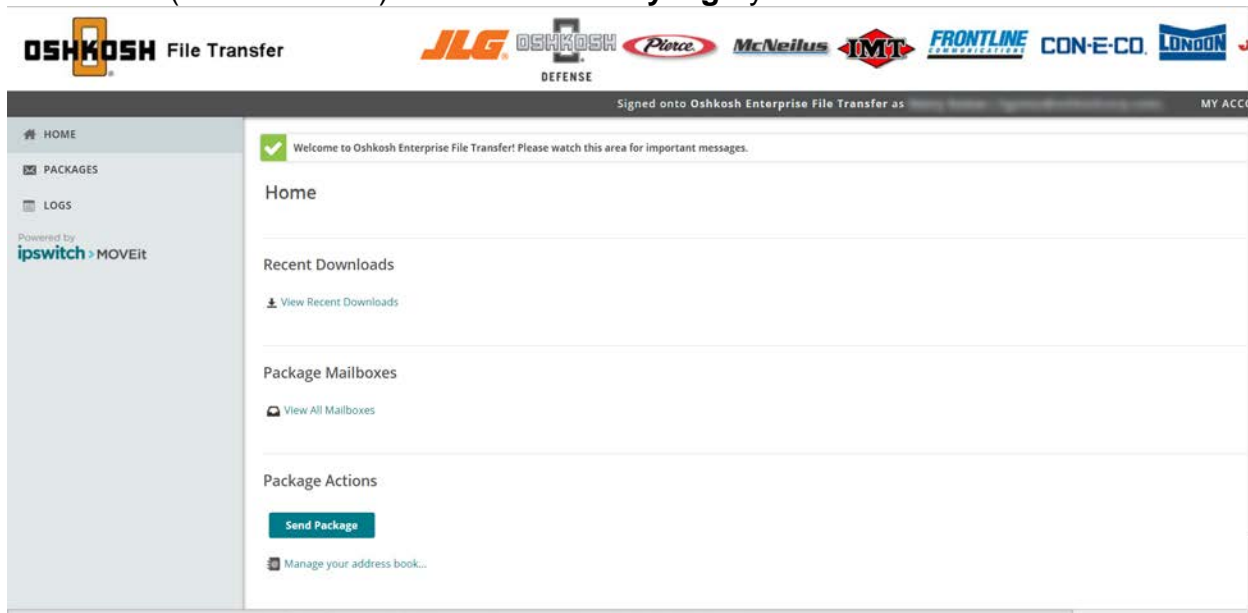 OSHKOSH File Transfer
JLG OSHKOSH DEFENSE Pierce McNeilus IMT FRONTLINE COMMUNICATIONS CON-E-CO. LONDON
Signed onto Oshkosh Enterprise File Transfer as
MY ACCO
HOME
Welcome to Oshkosh Enterprise File Transfer! Please watch this area for important messages.
PACKAGES
Home
LOGS
Powered by
ipswitch > MOVEit
Recent Downloads
View Recent Downloads
Package Mailboxes
View All Mailboxes
Package Actions
Send Package
Manage your address book...